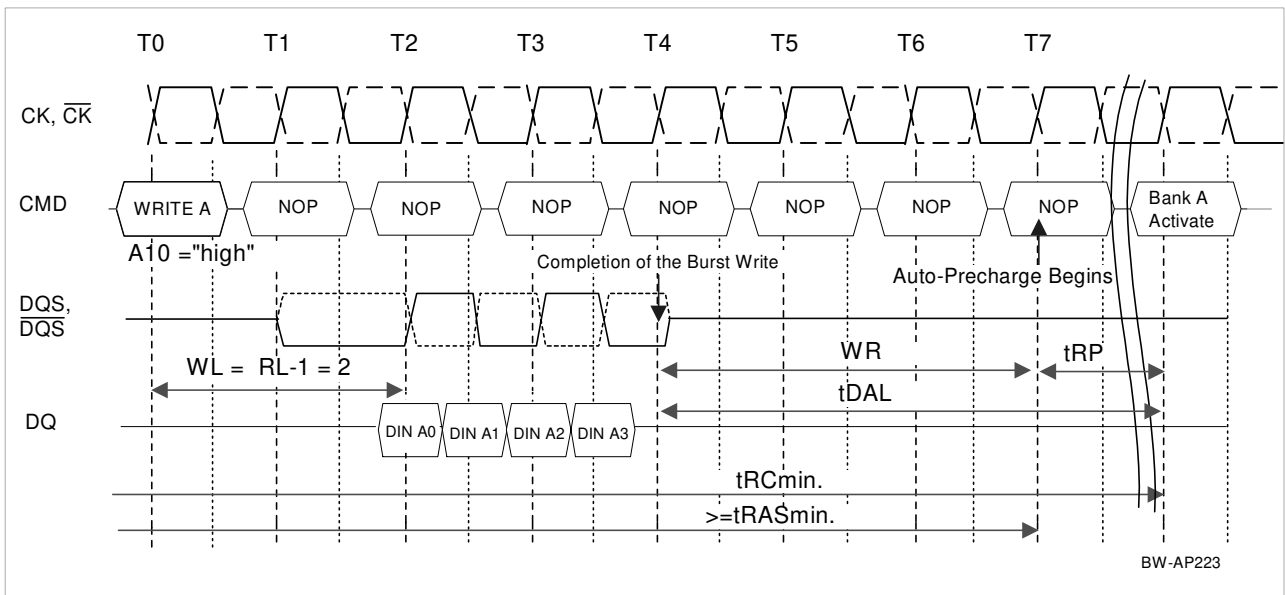 T0 T1 T2 T3 T4 T5 T6 T7
CK, CK
CMD WRITE A NOP NOP NOP NOP NOP NOP NOP Bank A
Activate
A10 ="high"
Completion of the Burst Write
Auto-Precharge Begins
DQS,
DQS
WL = RL-1 = 2
WR tRP
tDAL
DQ DIN A0 DIN A1 DIN A2 DIN A3
tRCmin.
>=tRASmin.
BW-AP223